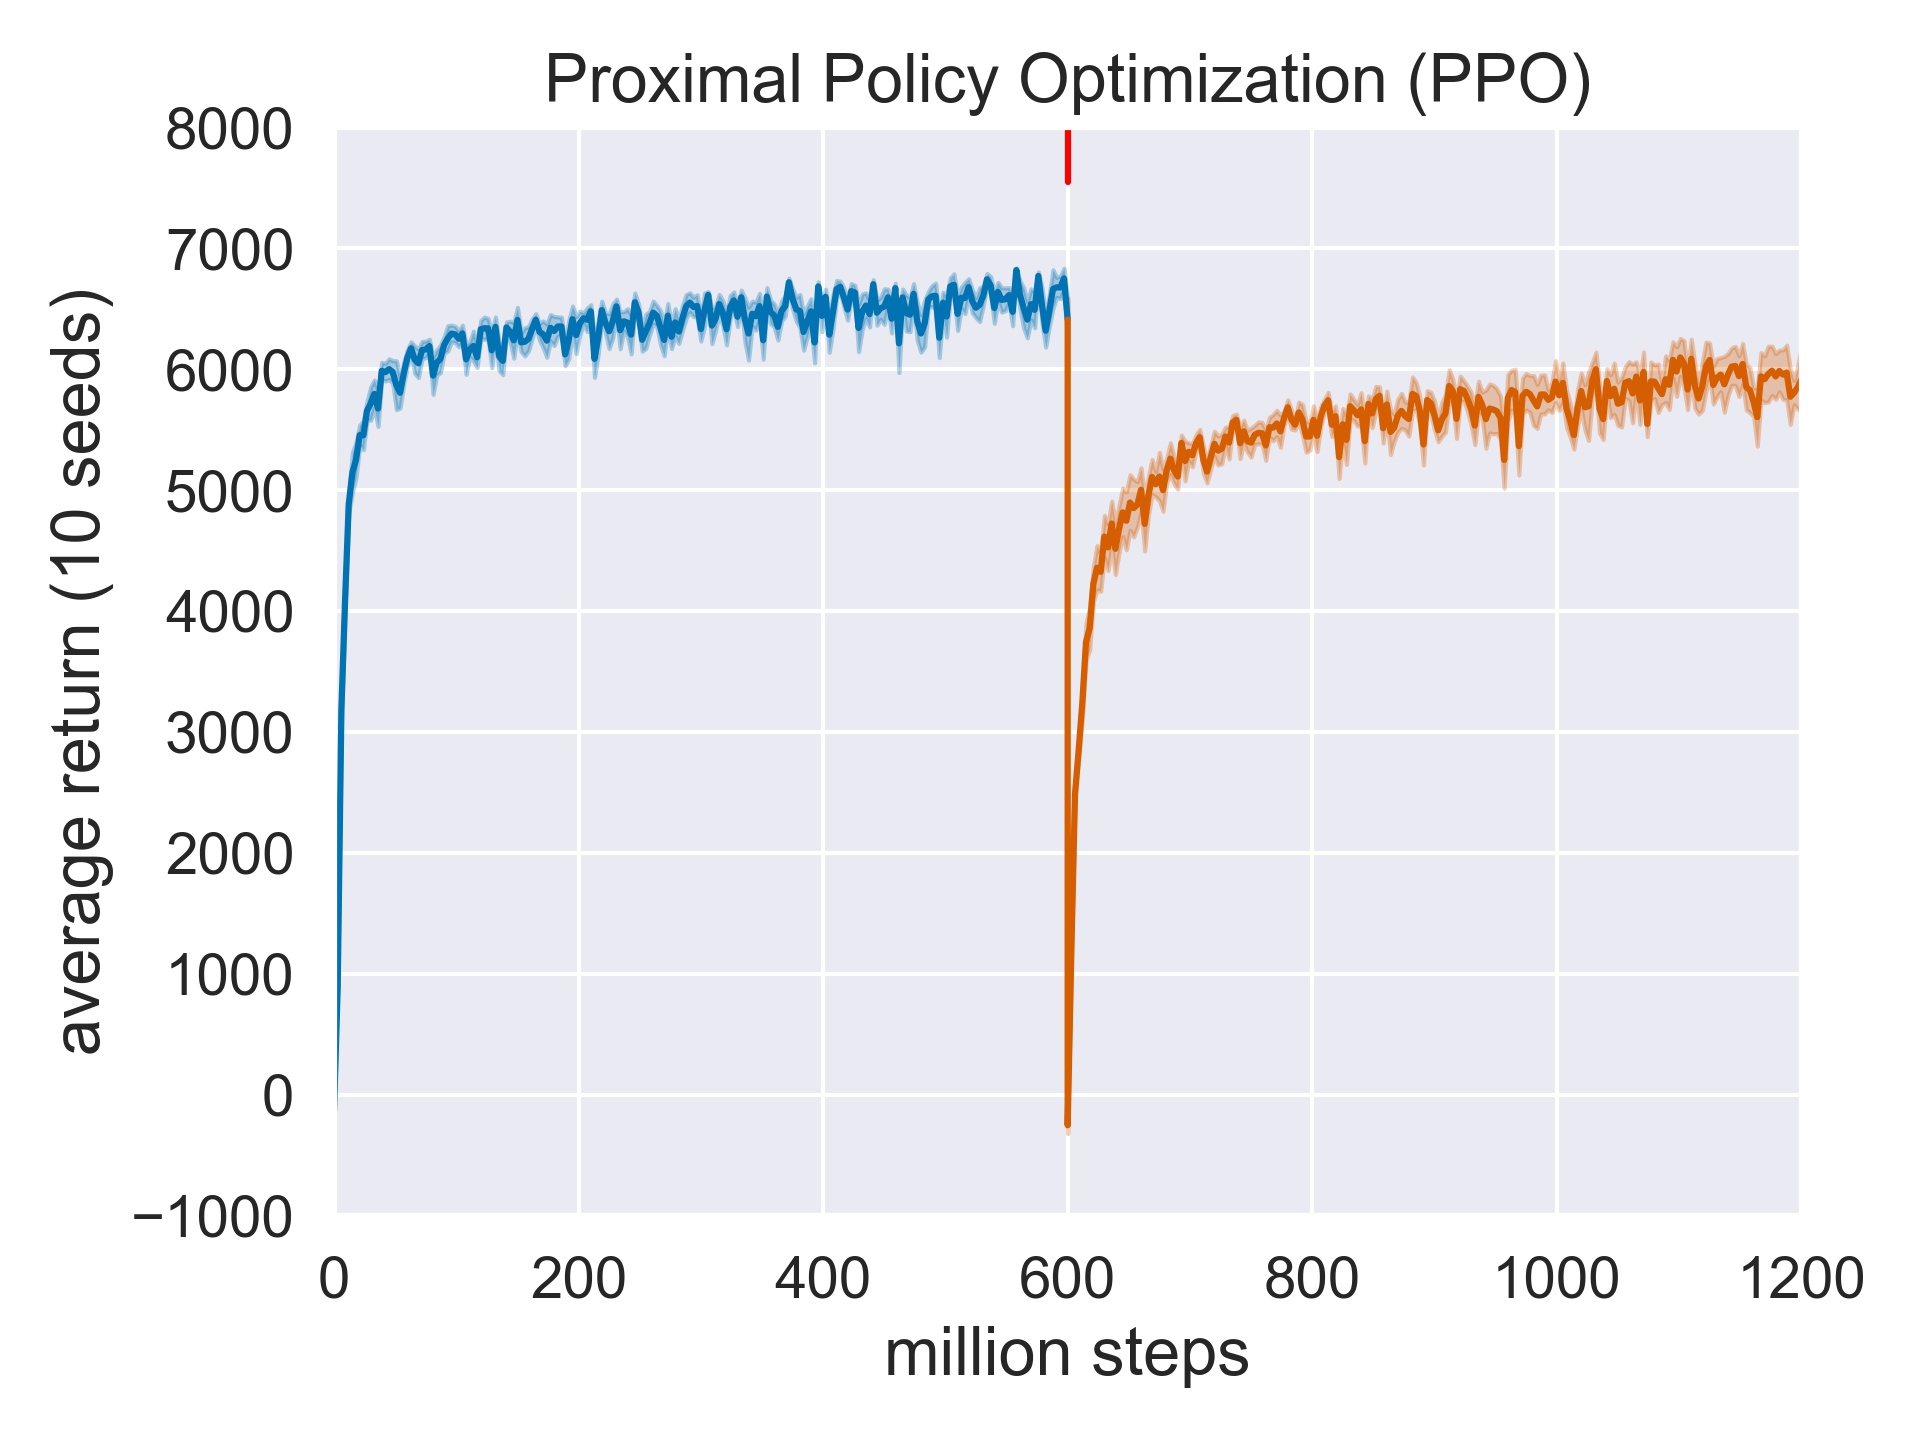 Proximal Policy Optimization (PPO)
8000
7000
6000
5000
4000
3000
2000
1000
0
−1000
average return (10 seeds)
0 200 400 600 800 1000 1200
million steps